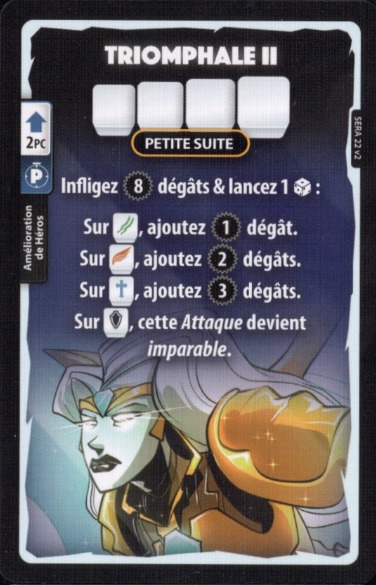 TRIOMPHALE II
PETITE SUITE
2PC
P
Amélioration
de Héros
SERA 22 V2
Infligez 8 dégâts & lancez 1 :
Sur , ajoutez 1 dégât.
Sur , ajoutez 2 dégâts.
Sur , ajoutez 3 dégâts.
Sur , cette Attaque devient
imparable.